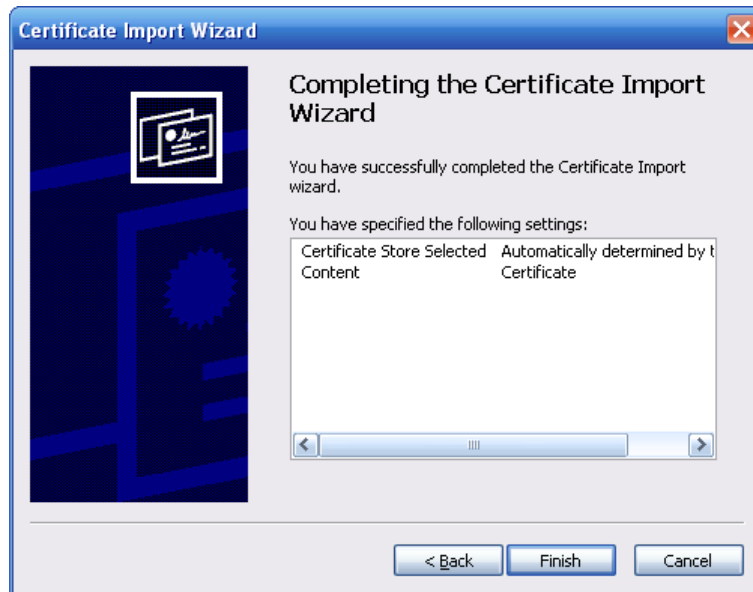 Certificate Import Wizard
Completing the Certificate Import
Wizard
You have successfully completed the Certificate Import
wizard.
You have specified the following settings:
Certificate Store Selected Automatically determined by t
Content Certificate
< Back Finish Cancel